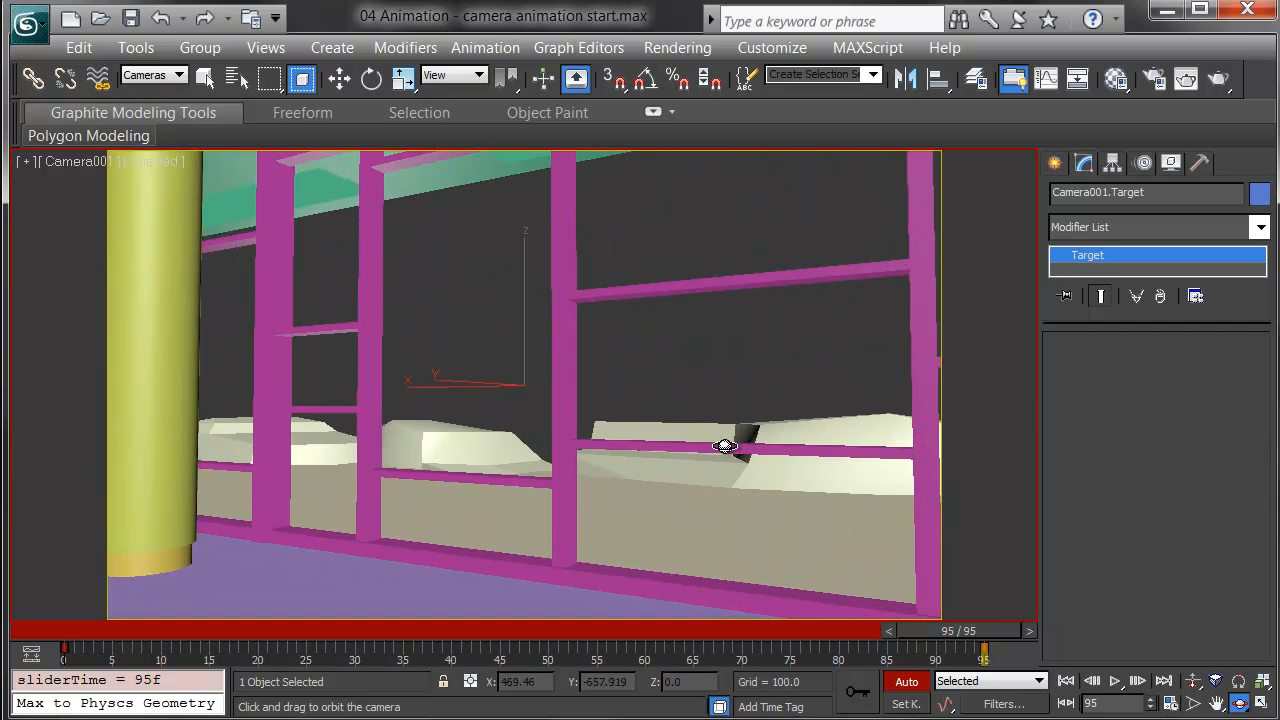 04 Animation - camera animation start.max
Type a keyword or phrase
Edit Tools Group Views Create Modifiers Animation Graph Editors Rendering Customize MAXScript Help
Cameras View 3 % ABC Create Selection Se
Graphite Modeling Tools Freeform Selection Object Paint
Polygon Modeling
[ + ] [ Camera001 ]
Camera001.Target
Modifier List
Target
z
x Y
< 95 / 95 >
0 5 10 15 20 25 30 35 40 45 50 55 60 65 70 75 80 85 90 95
sliderTime = 95f
1 Object Selected X: 469.46 Y: -657.919 Z: 0.0 Grid = 100.0 Auto Selected
Max to Physcs Geometry
Click and drag to orbit the camera Add Time Tag Set K. Filters... 95